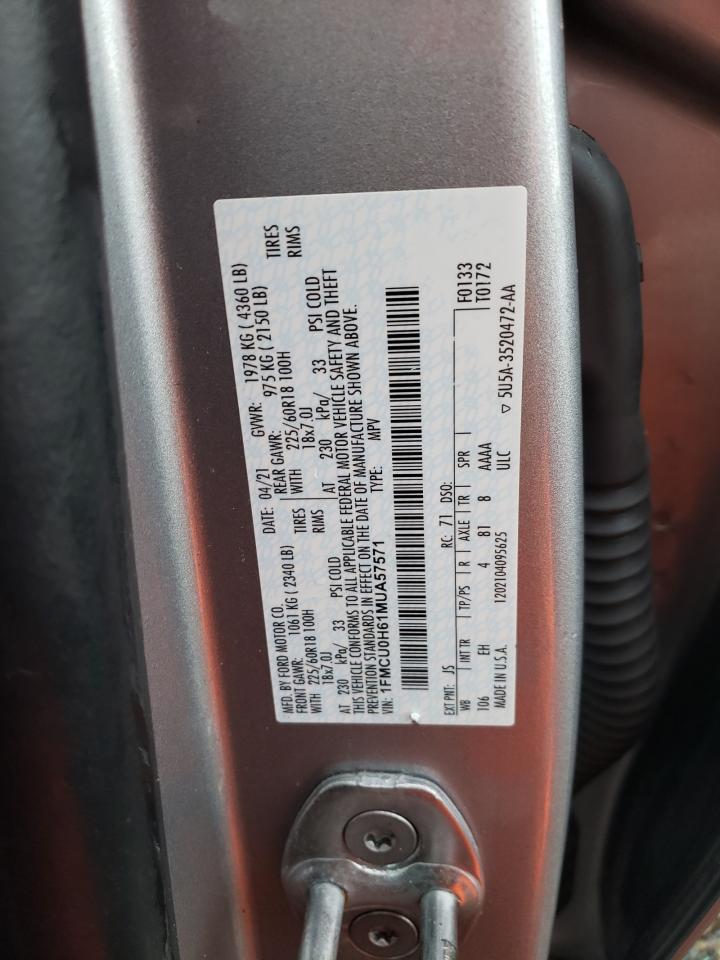 MFD. BY FORD MOTOR CO.
DATE: 04/21 GVWR: 1978 KG ( 4360 LB)
FRONT GAWR: 1061 KG ( 2340 LB) REAR GAWR: 975 KG ( 2150 LB)
WITH 225/60R18 100H TIRES WITH 225/60R18 100H TIRES
18x7.0J RIMS 18x7.0J RIMS
AT 230 kPa/ 33 PSI COLD AT 230 kPa/ 33 PSI COLD
THIS VEHICLE CONFORMS TO ALL APPLICABLE FEDERAL MOTOR VEHICLE SAFETY AND THEFT
PREVENTION STANDARDS IN EFFECT ON THE DATE OF MANUFACTURE SHOWN ABOVE.
VIN: 1FMCU0H61MUA57571 TYPE: MPV
EXT PNT: JS RC: 71 DSO: F0133
WB INT TR TP/PS R AXLE TR SPR T0172
106 EH 4 81 8 AAAA
MADE IN U.S.A. 1202104095625 ULC ▽ 5U5A-3520472-AA